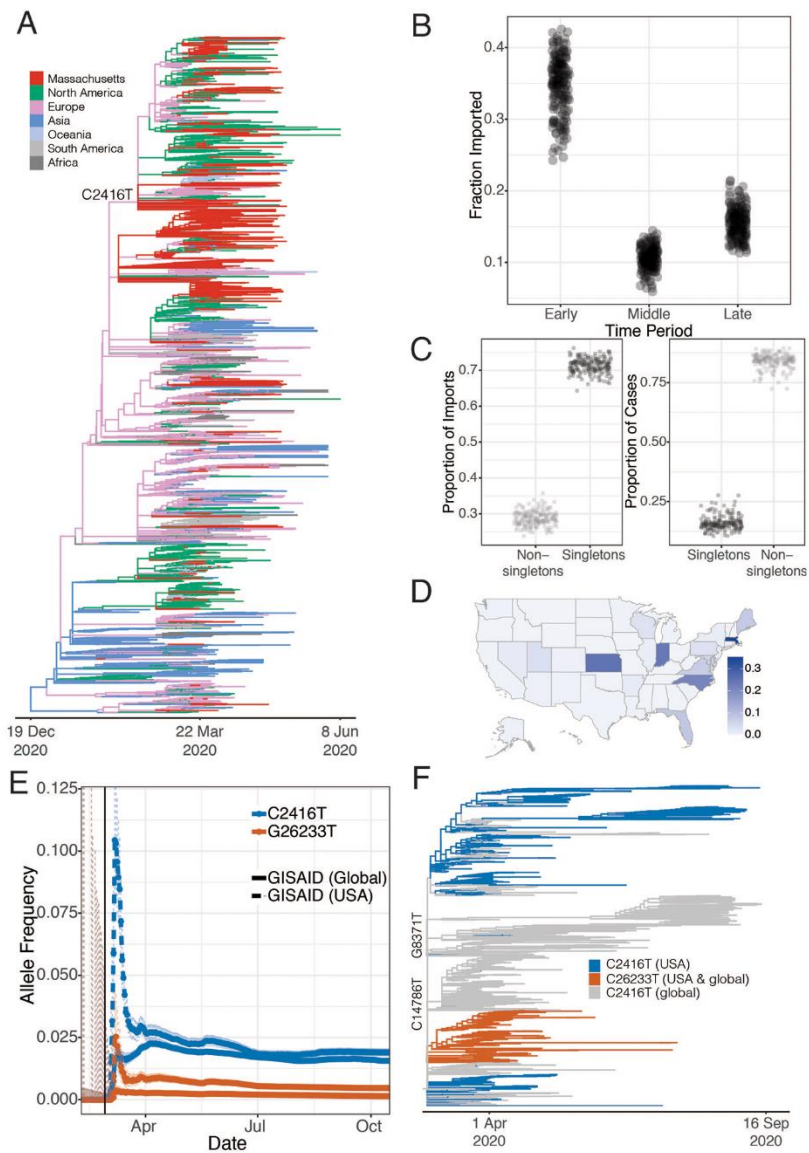 A
Massachusetts
North America
Europe
Asia
Oceania
South America
Africa
C2416T
19 Dec
2020
22 Mar
2020
8 Jun
2020
B
Fraction Imported
0.4
0.3
0.2
0.1
Early
Middle
Late
Time Period
C
Proportion of Imports
0.7
0.6
0.5
0.4
0.3
Non–
singletons
Singletons
Proportion of Cases
0.75
0.50
0.25
Singletons
Non–
singletons
D
0.3
0.2
0.1
0.0
E
Allele Frequency
0.125
0.100
0.075
0.050
0.025
0.000
C2416T
G26233T
GISAID (Global)
GISAID (USA)
Apr
Jul
Oct
Date
F
G8371T
C14786T
C2416T (USA)
C26233T (USA & global)
C2416T (global)
1 Apr
2020
16 Sep
2020